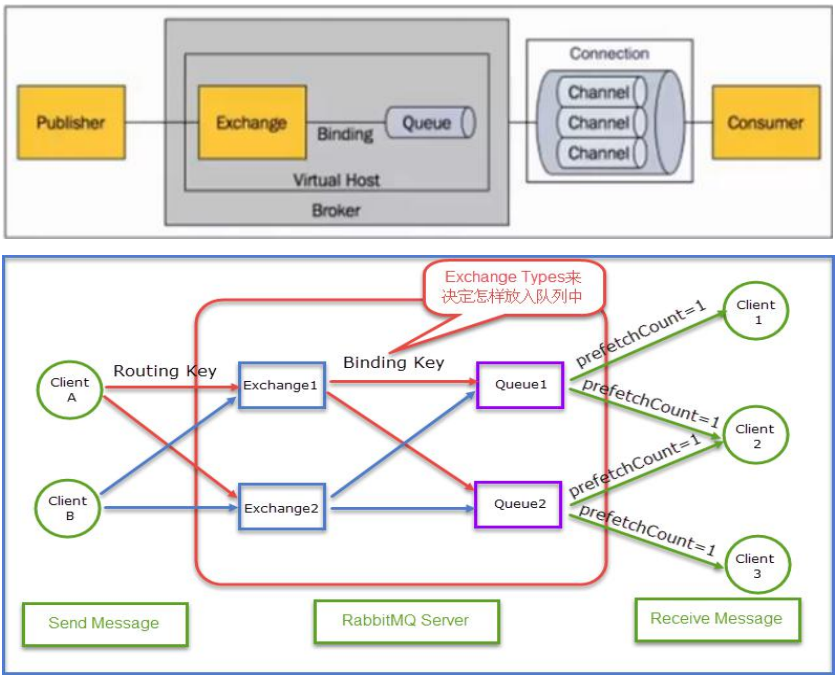 Connection
Channel
Channel
Channel
Publisher
Exchange
Binding
Queue
Consumer
Virtual Host
Broker
Exchange Types来
决定怎样放入队列中
Client
1
prefetchCount=1
Routing Key
Binding Key
Client
A
Exchange1
Queue1
prefetchCount=1
Client
2
prefetchCount=1
Client
B
Exchange2
Queue2
prefetchCount=1
Client
3
Send Message
RabbitMQ Server
Receive Message